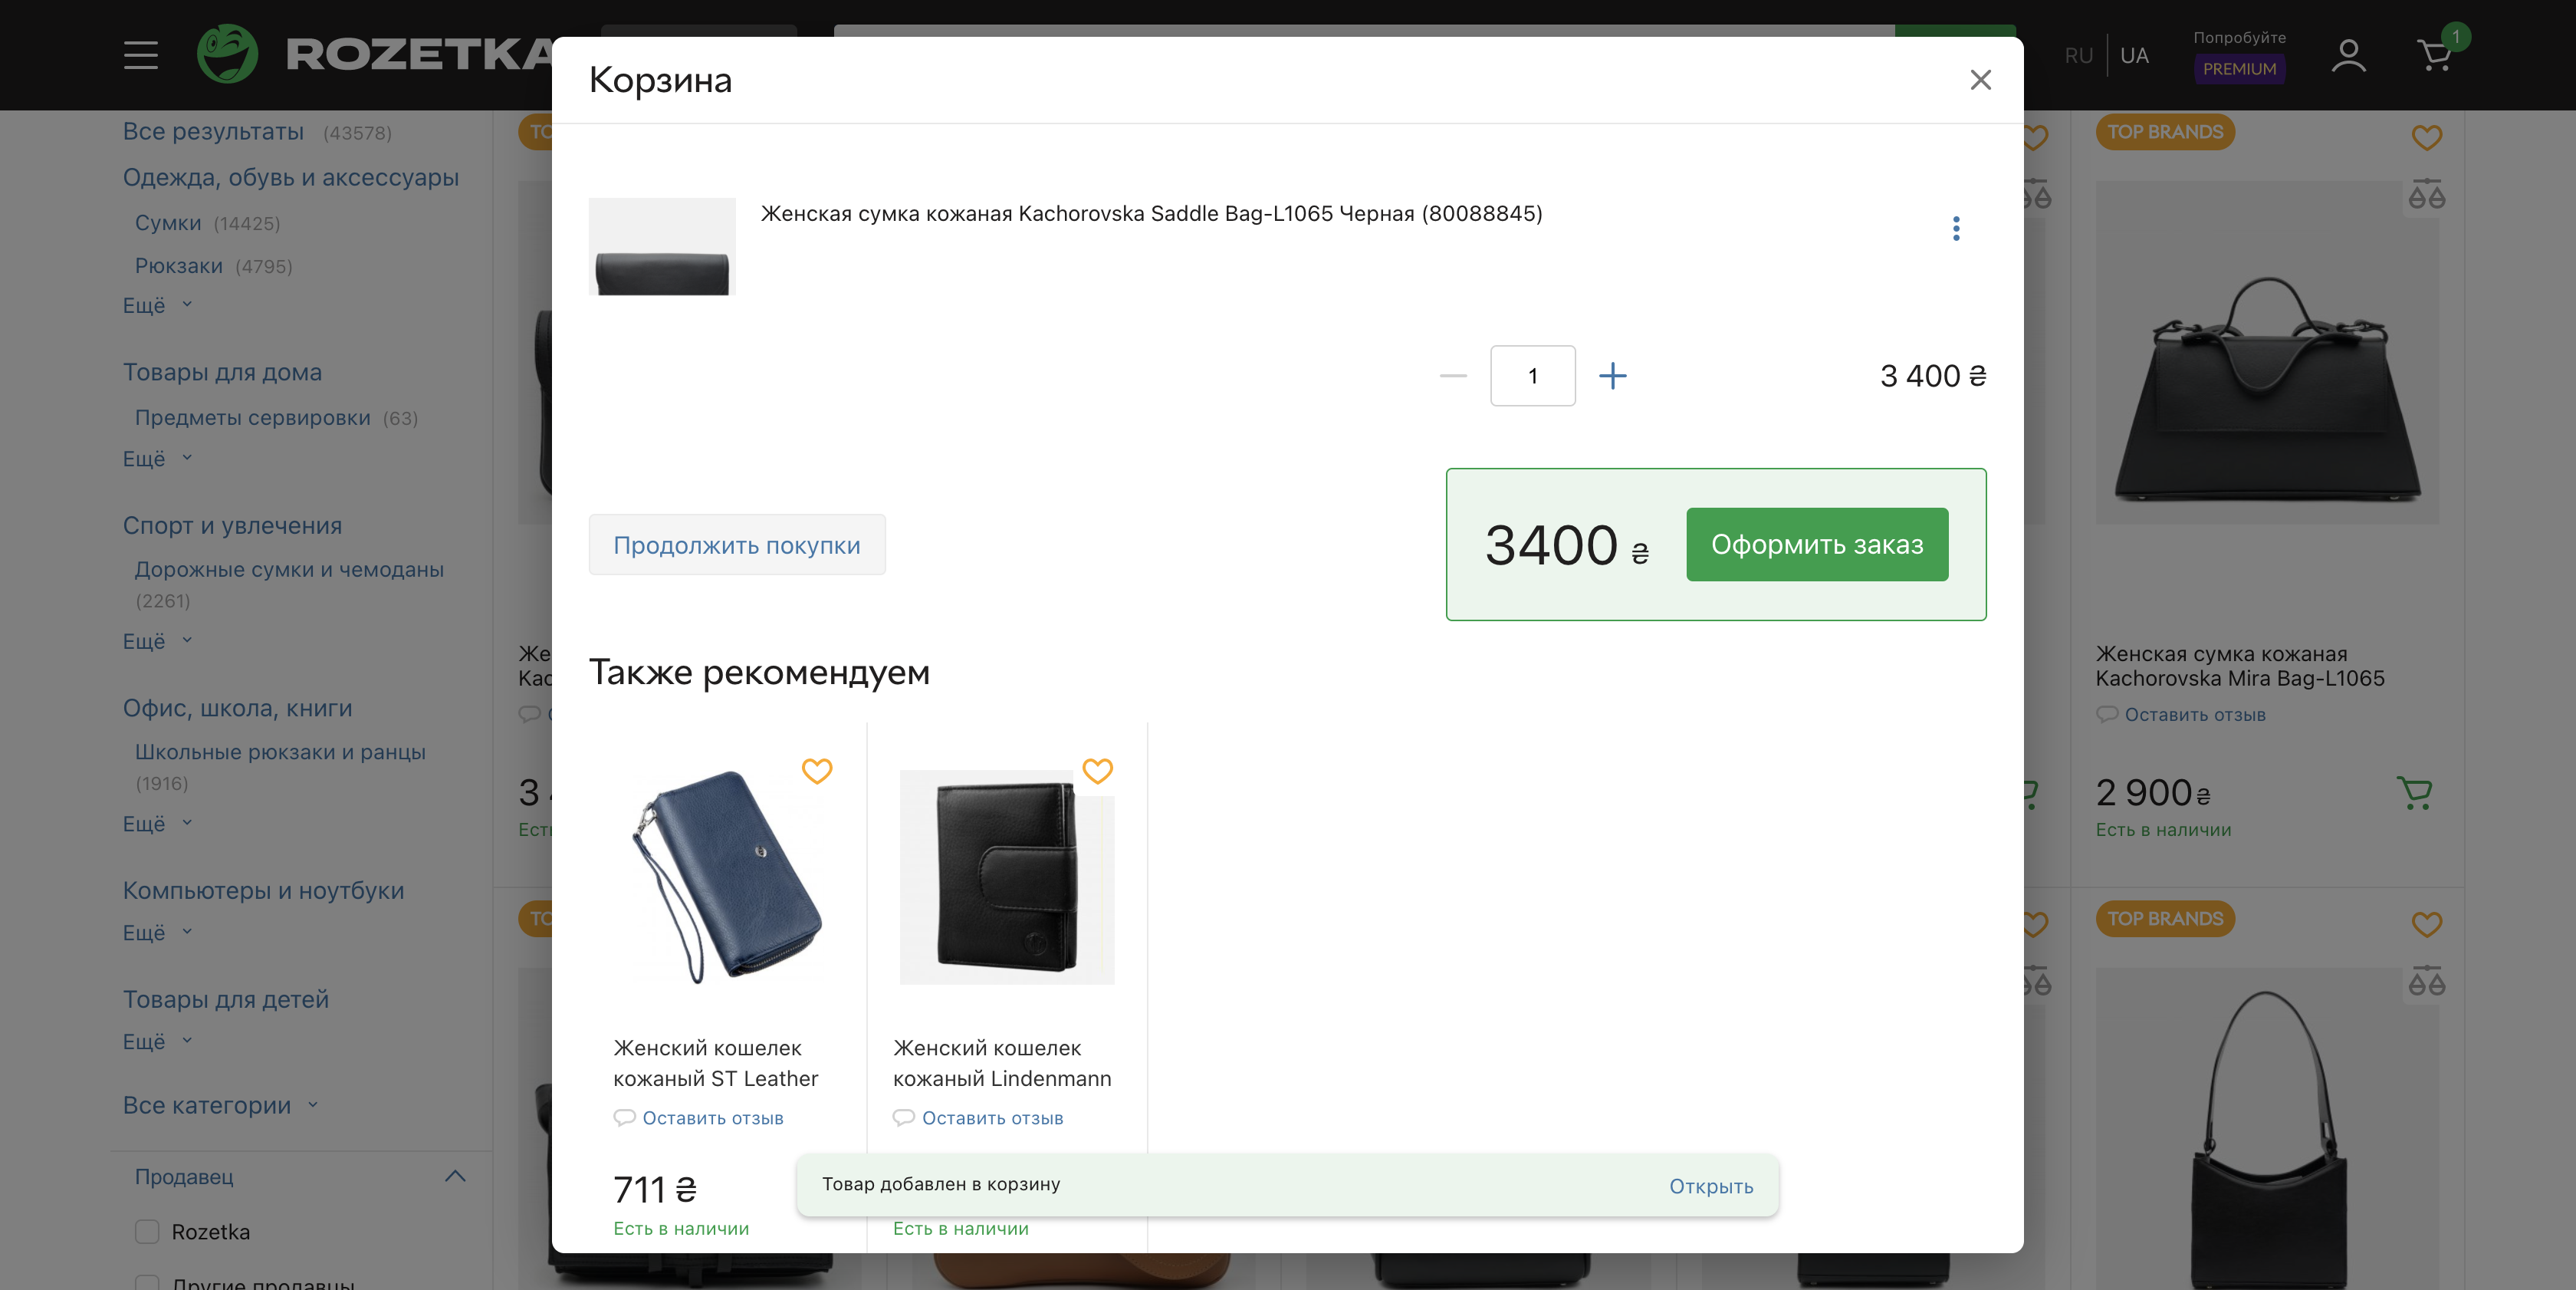 ROZETKA
RU
UA
Попробуйте
PREMIUM
1
Корзина
Все результаты (43578)
Одежда, обувь и аксессуары
Сумки (14425)
Рюкзаки (4795)
Ещё
Товары для дома
Предметы сервировки (63)
Ещё
Спорт и увлечения
Дорожные сумки и чемоданы
(2261)
Ещё
Офис, школа, книги
Школьные рюкзаки и ранцы
(1916)
Ещё
Компьютеры и ноутбуки
Ещё
Товары для детей
Ещё
Все категории
Продавец
Rozetka
Другие продавцы
Женская сумка кожаная Kachorovska Saddle Bag-L1065 Черная (80088845)
1
3 400 ₴
Продолжить покупки
3400 ₴
Оформить заказ
Также рекомендуем
Женский кошелек
кожаный ST Leather
Оставить отзыв
711 ₴
Есть в наличии
Женский кошелек
кожаный Lindenmann
Оставить отзыв
Есть в наличии
Товар добавлен в корзину
Открыть
TOP BRANDS
Женская сумка кожаная
Kachorovska Mira Bag-L1065
Оставить отзыв
2 900 ₴
Есть в наличии
TOP BRANDS